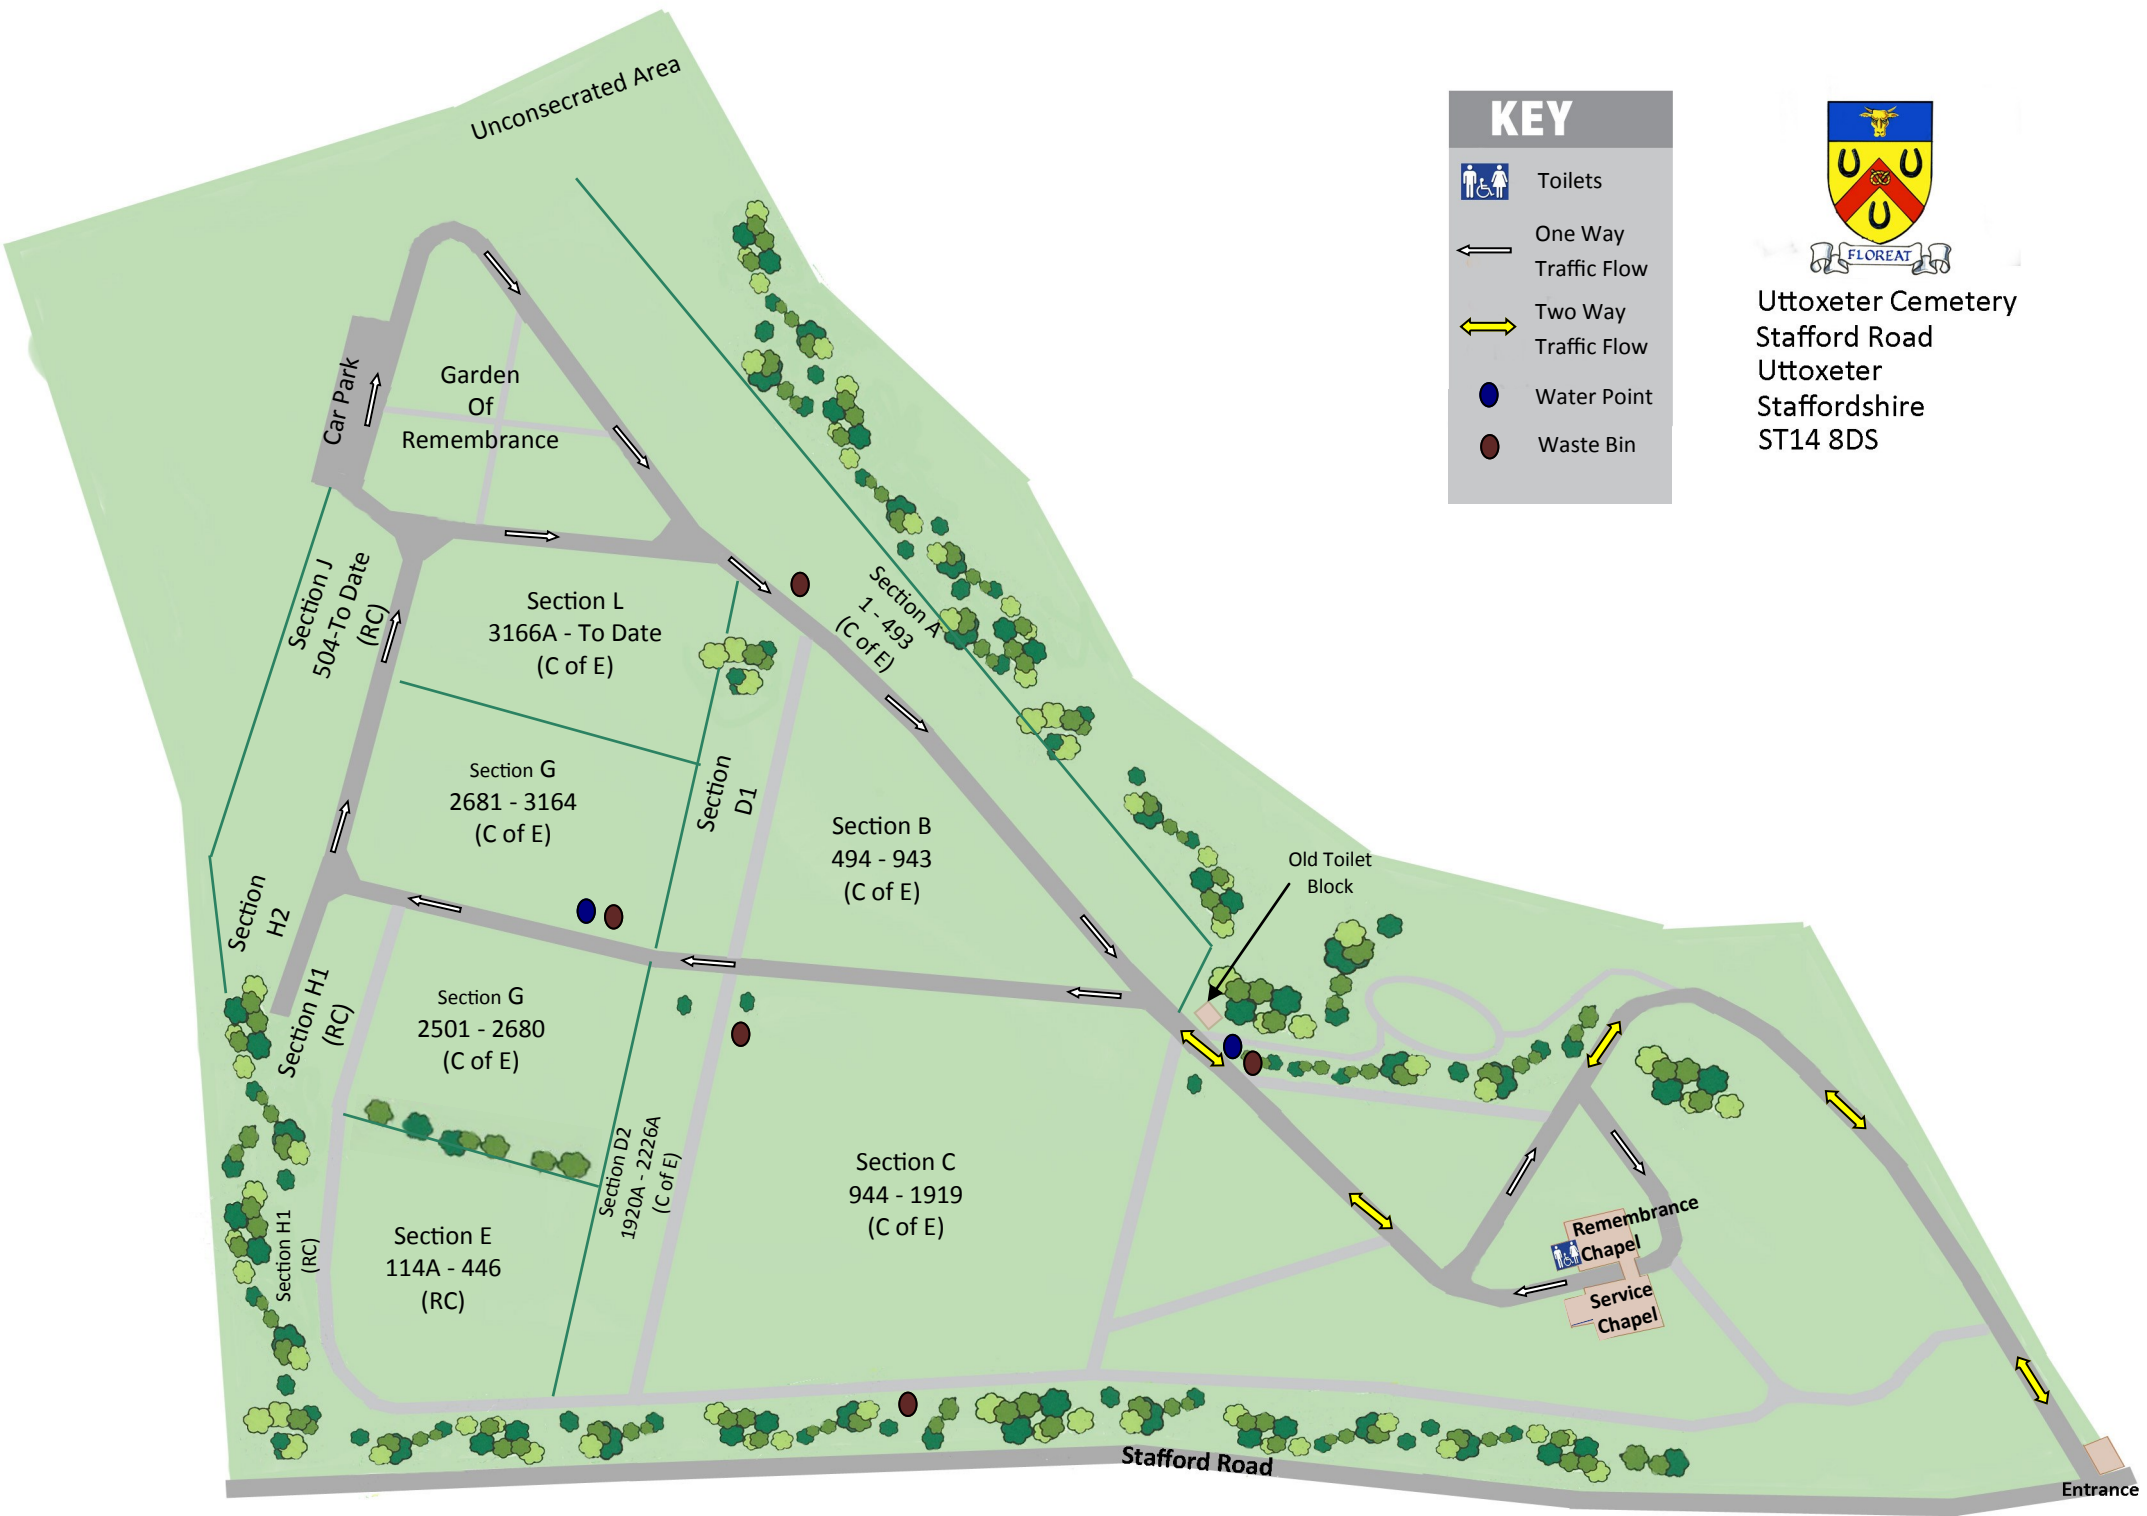 Unconsecrated Area
KEY
Toilets
One Way
Traffic Flow
Two Way
Traffic Flow
Water Point
Waste Bin
FLOREAT
Uttoxeter Cemetery
Stafford Road
Uttoxeter
Staffordshire
ST14 8DS
Car Park
Garden
Of
Remembrance
Section J
504-To Date
(RC)
Section L
3166A - To Date
(C of E)
Section A
1 - 493
(C of E)
Section G
2681 - 3164
(C of E)
Section
D1
Section B
494 - 943
(C of E)
Old Toilet
Block
Section
H2
Section H1
(RC)
Section G
2501 - 2680
(C of E)
Section D2
1920A - 2226A
(C of E)
Section C
944 - 1919
(C of E)
Section H1
(RC)
Section E
114A - 446
(RC)
Remembrance
Chapel
Service
Chapel
Stafford Road
Entrance